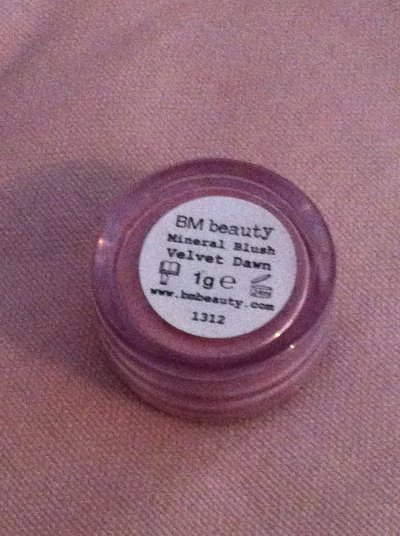 BM beauty
Mineral Blush
Velvet Dawn
1g ℮
www.bmbeauty.com
1312